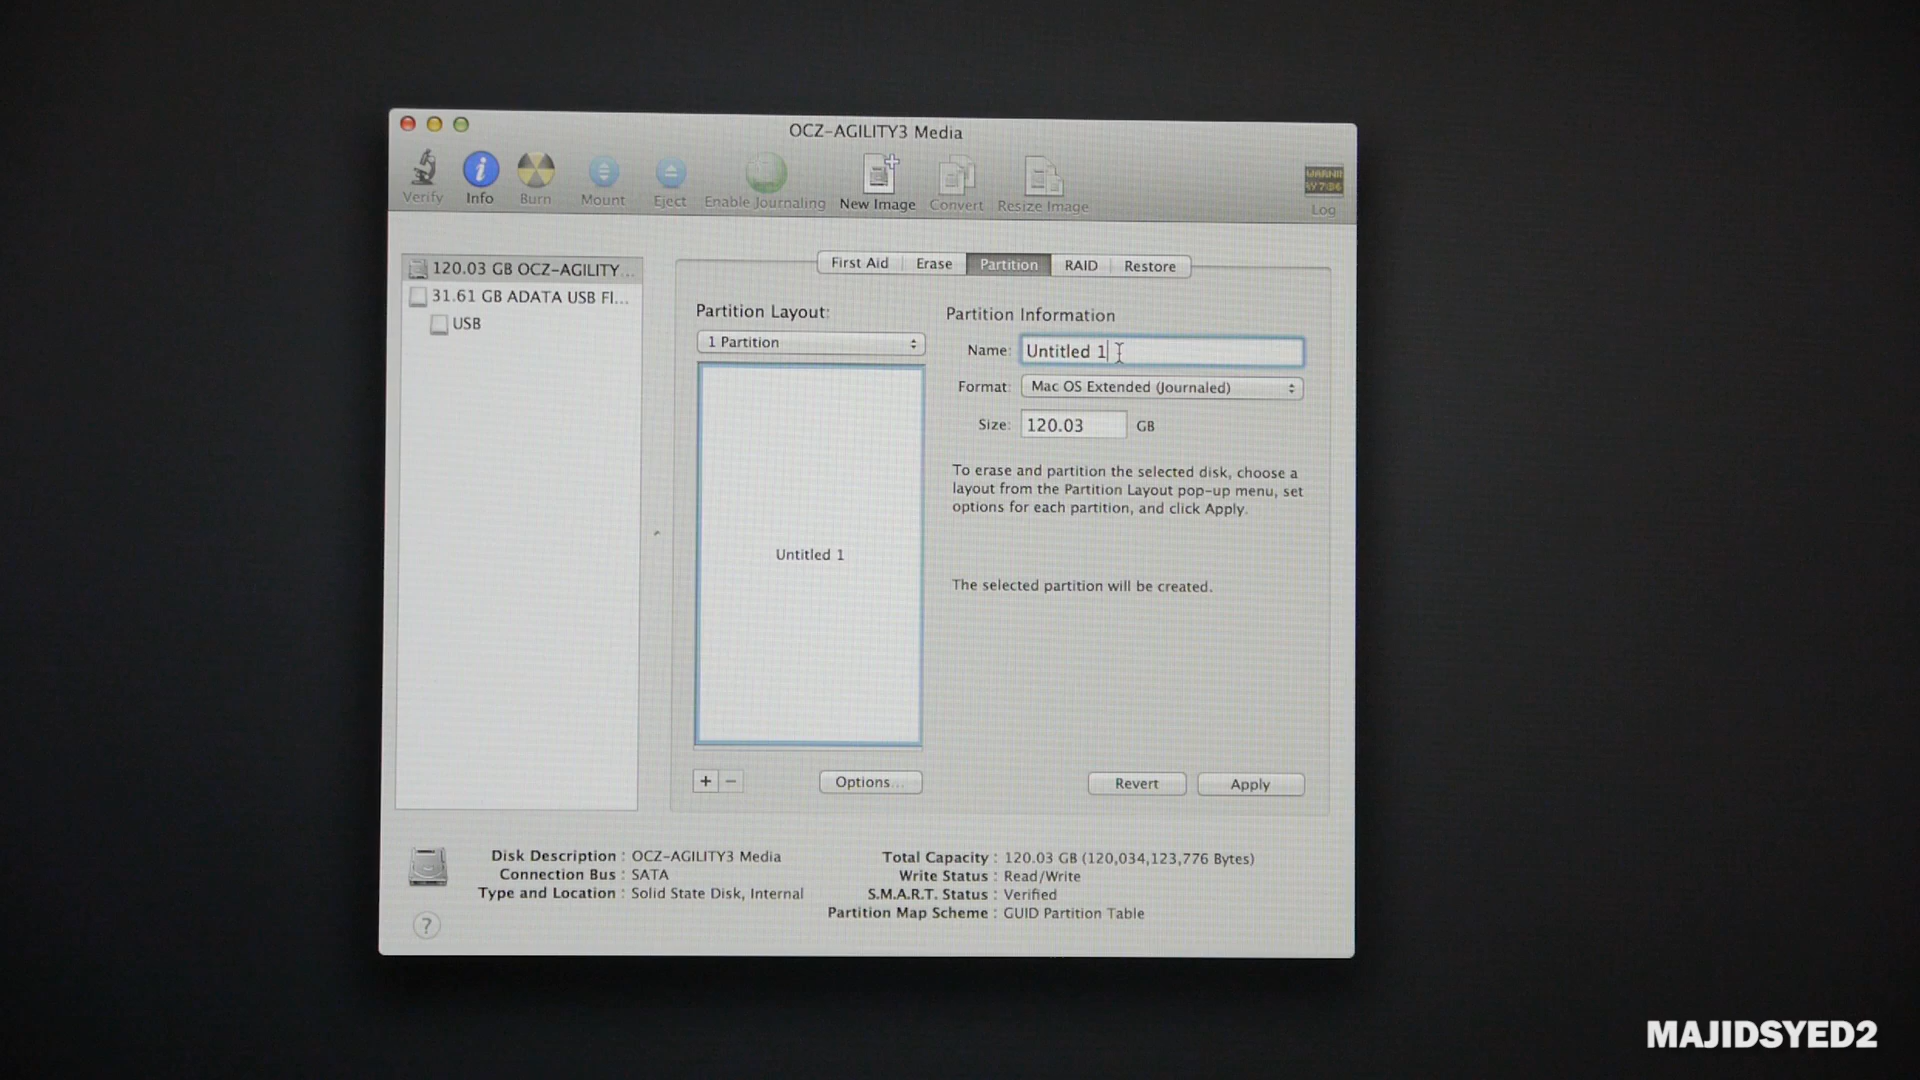 OCZ-AGILITY3 Media
Verify
Info
Burn
Mount
Eject
Enable Journaling
New Image
Convert
Resize Image
WARNIN
AY 7:36
Log
120.03 GB OCZ-AGILITY...
31.61 GB ADATA USB Fl...
USB
First Aid
Erase
Partition
RAID
Restore
Partition Layout:
1 Partition
Untitled 1
+ −
Options...
Partition Information
Name: Untitled 1
Format: Mac OS Extended (Journaled)
Size: 120.03 GB
To erase and partition the selected disk, choose a
layout from the Partition Layout pop-up menu, set
options for each partition, and click Apply.
The selected partition will be created.
Revert
Apply
Disk Description : OCZ-AGILITY3 Media
Connection Bus : SATA
Type and Location : Solid State Disk, Internal
Total Capacity : 120.03 GB (120,034,123,776 Bytes)
Write Status : Read/Write
S.M.A.R.T. Status : Verified
Partition Map Scheme : GUID Partition Table
?
MAJIDSYED2